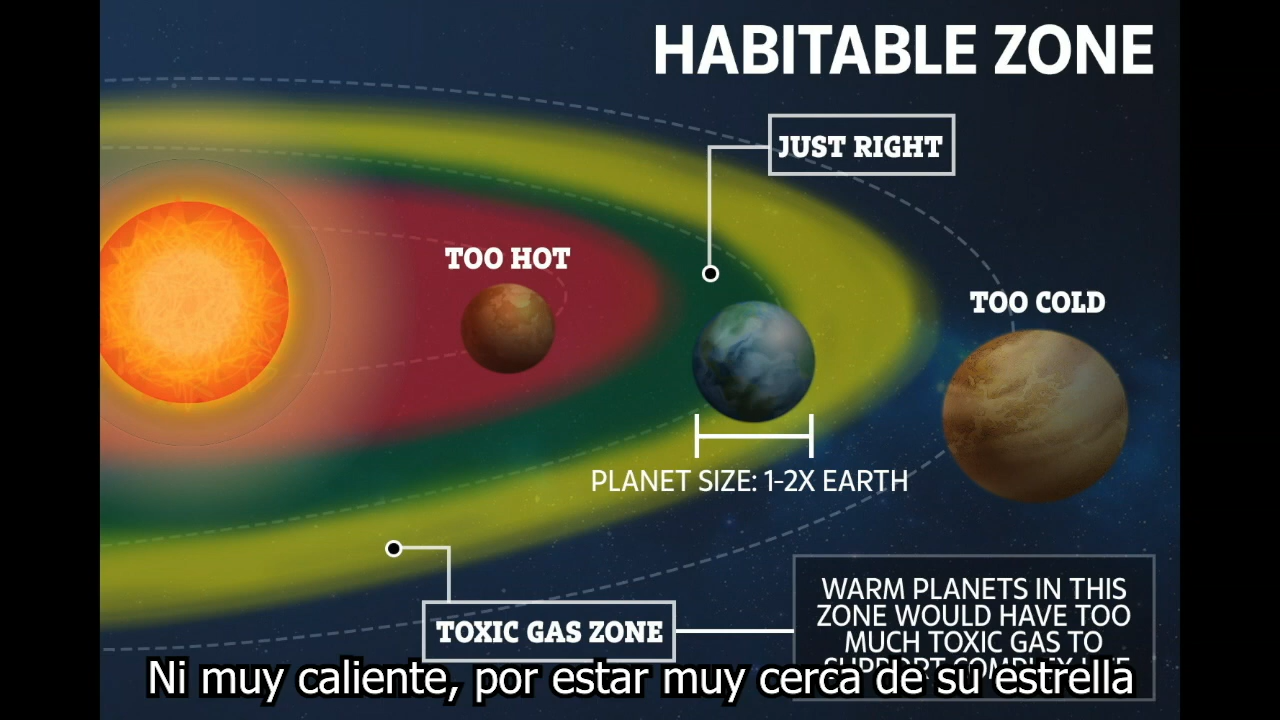 HABITABLE ZONE
JUST RIGHT
TOO HOT
TOO COLD
PLANET SIZE: 1-2X EARTH
TOXIC GAS ZONE
WARM PLANETS IN THIS
ZONE WOULD HAVE TOO
MUCH TOXIC GAS TO
Ni muy caliente, por estar muy cerca de su estrella